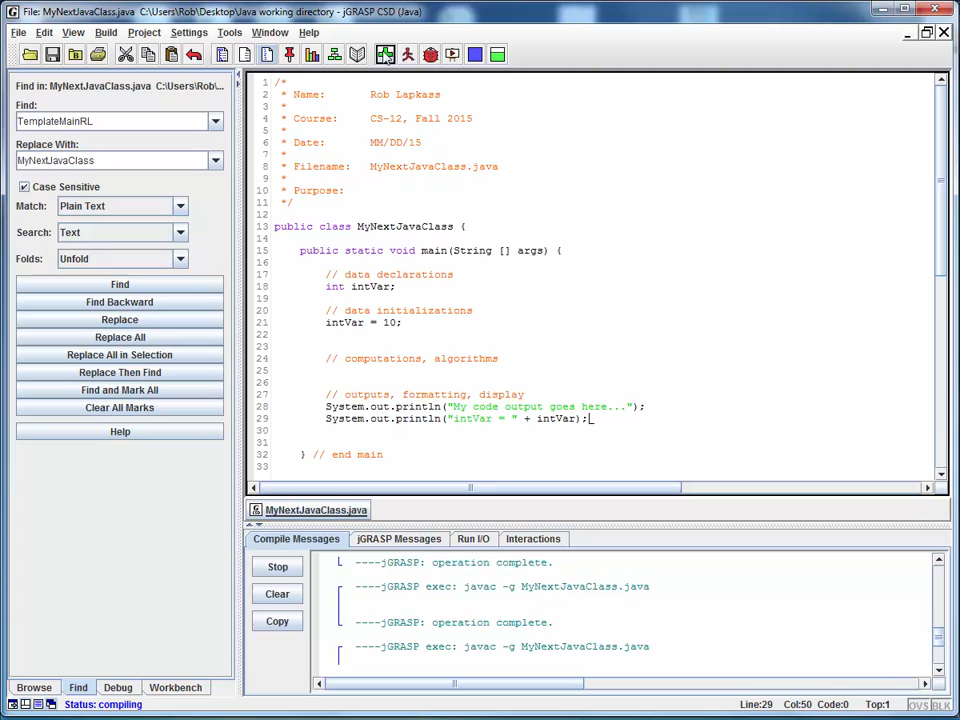 File: MyNextJavaClass.java C:\Users\Rob\Desktop\Java working directory - jGRASP CSD (Java)
File Edit View Build Project Settings Tools Window Help
Find in: MyNextJavaClass.java C:\Users\Ro...
Find:
TemplateMainRL
Replace With:
MyNextJavaClass
Case Sensitive
Match: Plain Text
Search: Text
Folds: Unfold
Find
Find Backward
Replace
Replace All
Replace All in Selection
Replace Then Find
Find and Mark All
Clear All Marks
Help
Browse Find Debug Workbench
1 /*
2 * Name: Rob Lapkass
3 *
4 * Course: CS-12, Fall 2015
5 *
6 * Date: MM/DD/15
7 *
8 * Filename: MyNextJavaClass.java
9 *
10 * Purpose:
11 */
12
13 public class MyNextJavaClass {
14
15 public static void main(String [] args) {
16
17 // data declarations
18 int intVar;
19
20 // data initializations
21 intVar = 10;
22
23
24 // computations, algorithms
25
26
27 // outputs, formatting, display
28 System.out.println("My code output goes here...");
29 System.out.println("intVar = " + intVar);
30
31
32 } // end main
33
MyNextJavaClass.java
Compile Messages jGRASP Messages Run I/O Interactions
Stop
Clear
Copy
----jGRASP: operation complete.
----jGRASP exec: javac -g MyNextJavaClass.java
----jGRASP: operation complete.
----jGRASP exec: javac -g MyNextJavaClass.java
Status: compiling Line:29 Col:50 Code:0 Top:1 OVS BLK